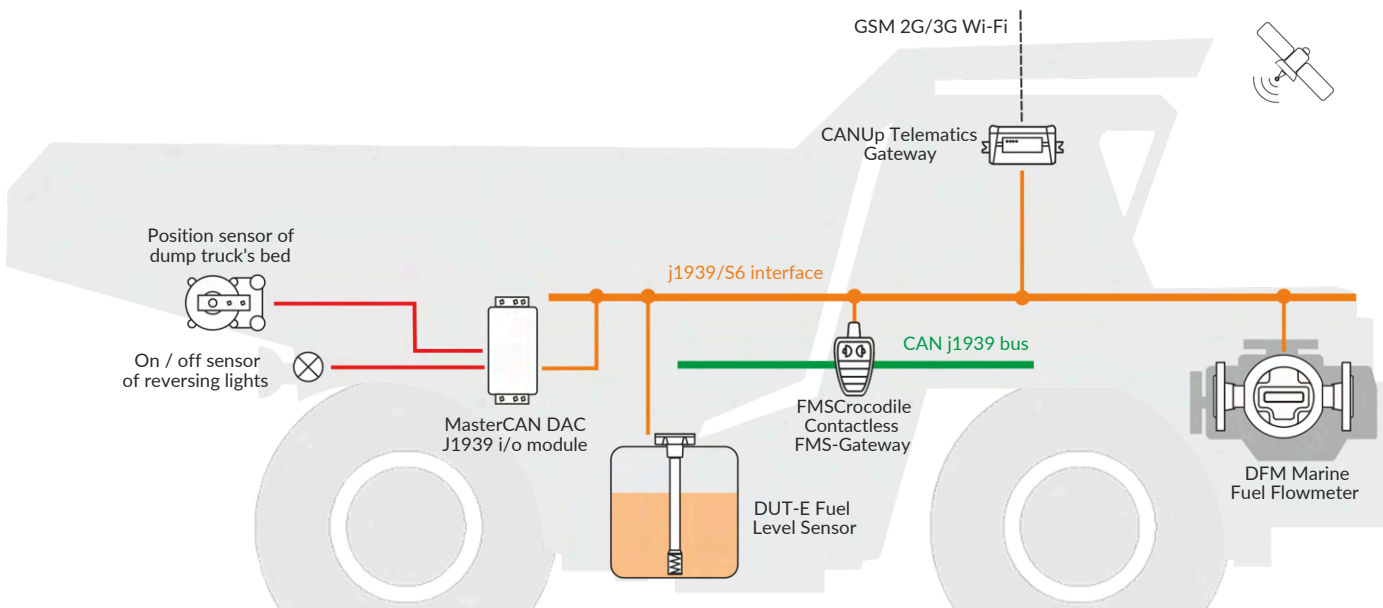 GSM 2G/3G Wi-Fi
CANUp Telematics
Gateway
Position sensor of
dump truck's bed
j1939/S6 interface
On / off sensor
of reversing lights
CAN j1939 bus
MasterCAN DAC
J1939 i/o module
FMSCrocodile
Contactless
FMS-Gateway
DUT-E Fuel
Level Sensor
DFM Marine
Fuel Flowmeter